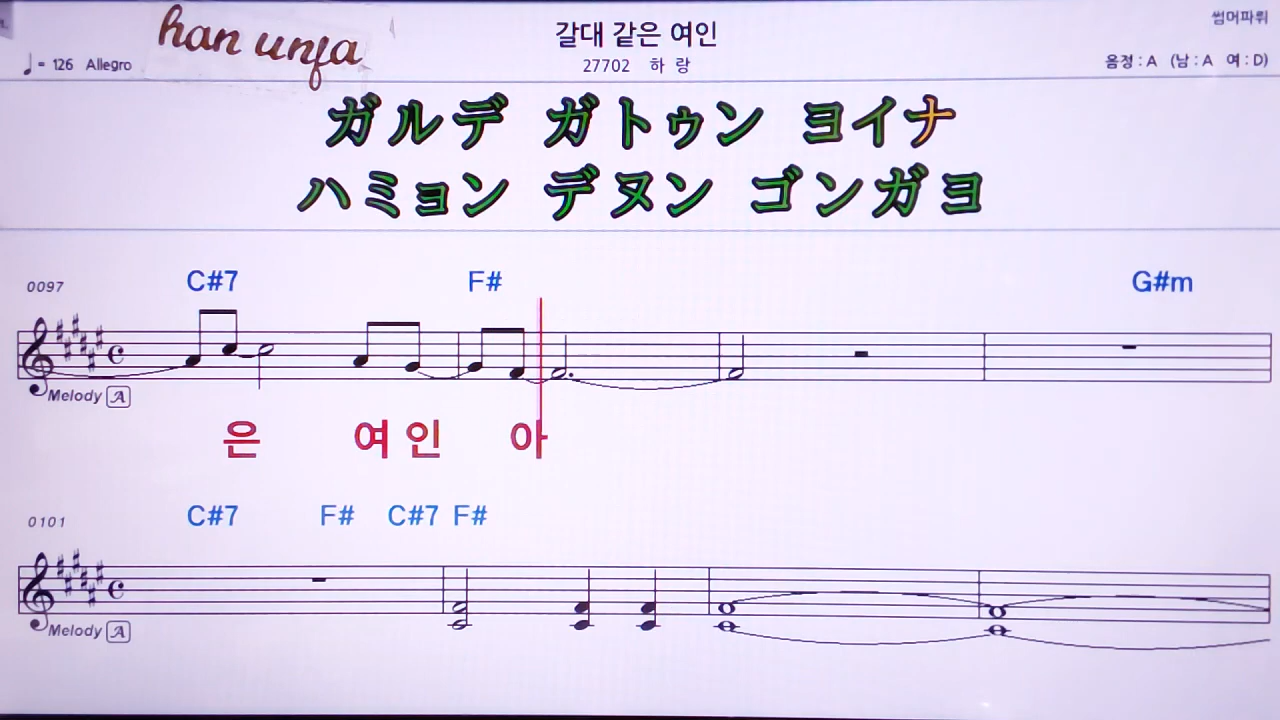 han unfa
갈대 같은 여인
썸머파뤼
♩ = 126 Allegro
27702 하 랑
음정 : A (남 : A 여 : D)
ガルデ ガトゥン ヨイナ
ハミョン デヌン ゴンガヨ
0097
C#7 F# G#m
Melody A
은 여 인 아
0101
C#7 F# C#7 F#
Melody A